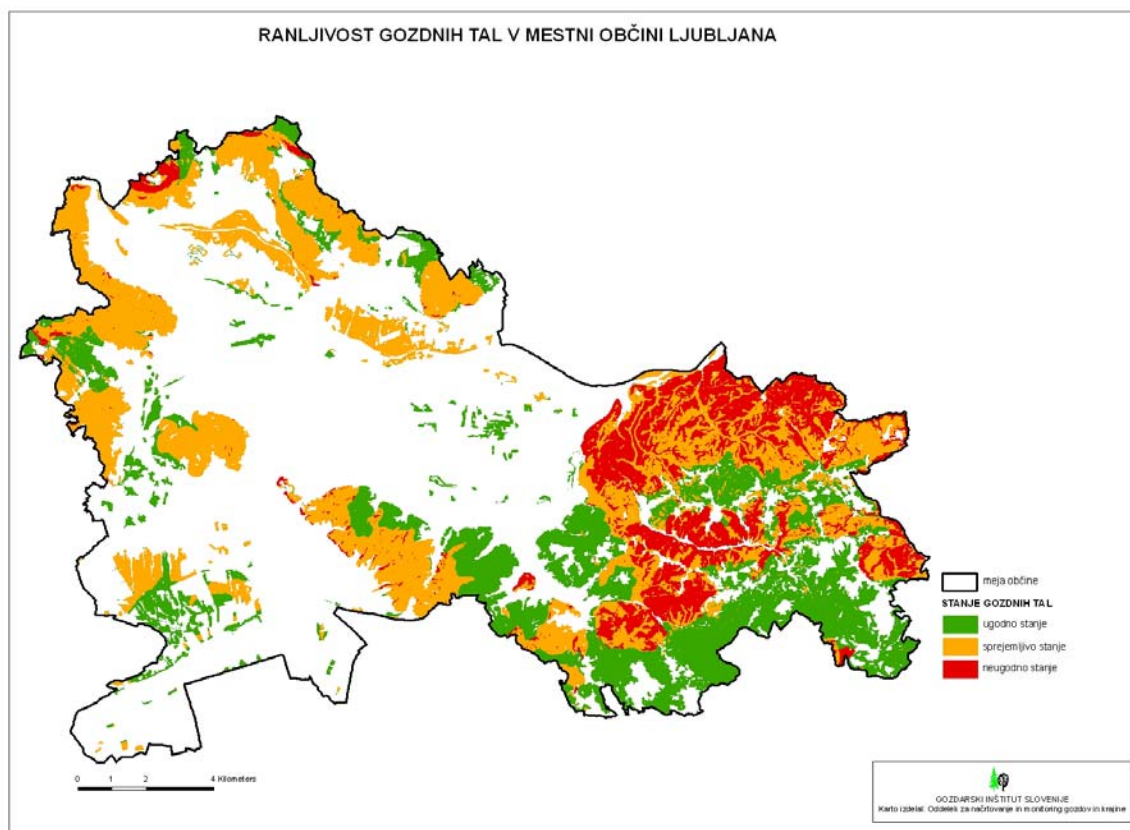 RANLJIVOST GOZDNIH TAL V MESTNI OBČINI LJUBLJANA
meja občine
STANJE GOZDNIH TAL
ugodno stanje
sprejemljivo stanje
neugodno stanje
0 1 2 4 Kilometers
GOZDARSKI INŠTITUT SLOVENIJE
Karto izdelal: Oddelek za načrtovanje in monitoring gozdov in krajine